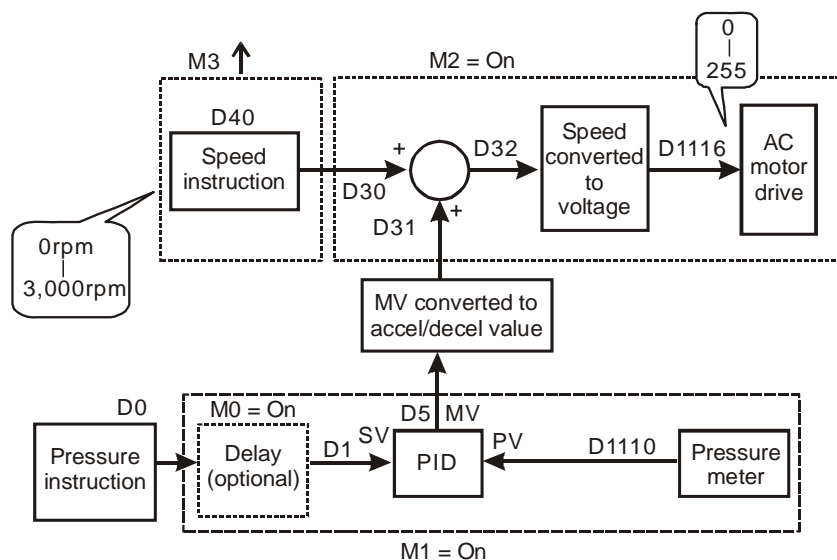 0
255
M3
M2 = On
D40
Speed
instruction
D30
+
D32
Speed
converted
to
voltage
D1116
AC
motor
drive
+
D31
0rpm
3,000rpm
MV converted to
accel/decel value
D0
M0 = On
D5
MV
Pressure
instruction
Delay
(optional)
D1
SV
PID
PV
D1110
Pressure
meter
M1 = On